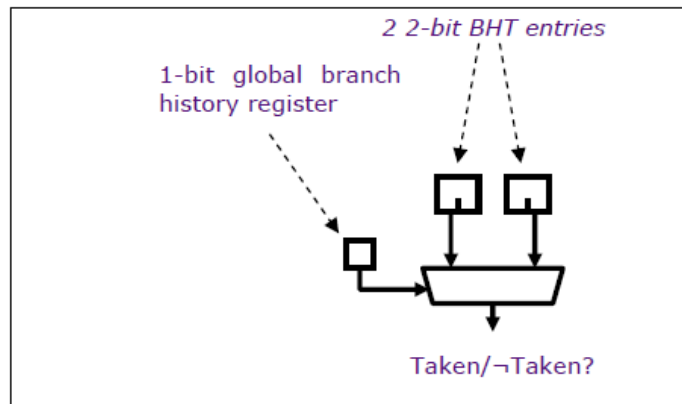 2 2-bit BHT entries
1-bit global branch
history register
Taken/¬Taken?